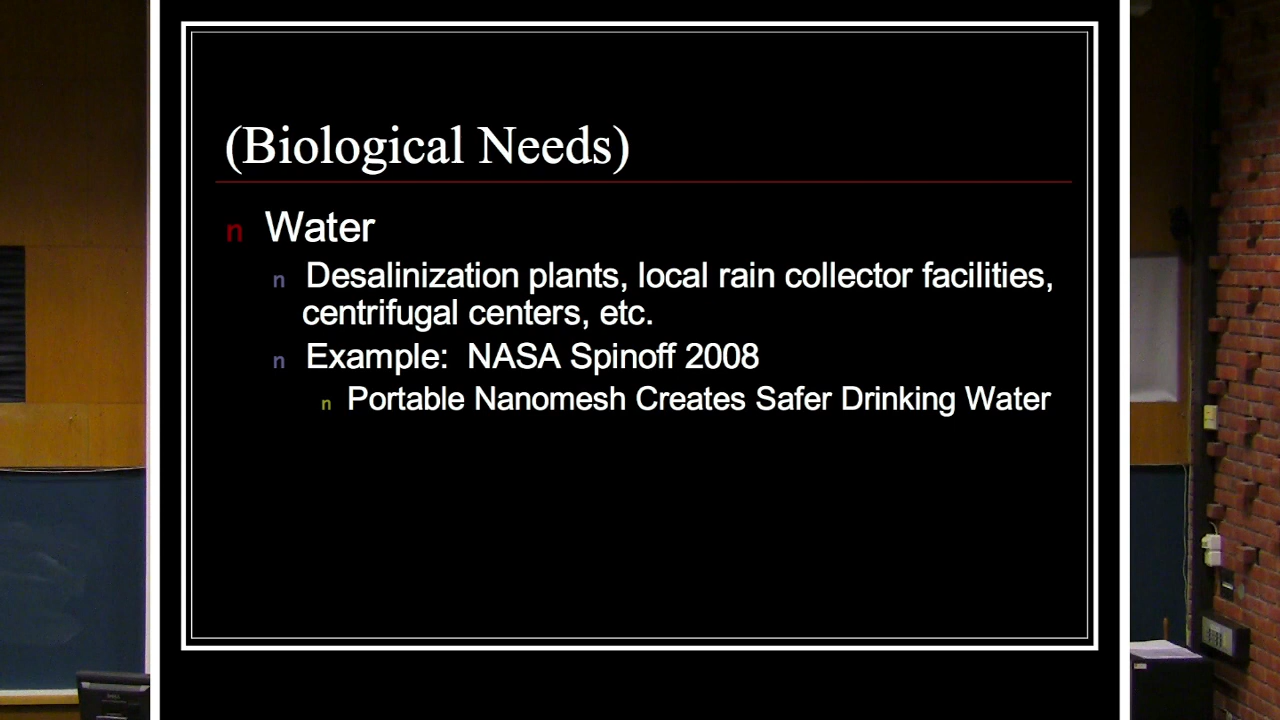 (Biological Needs)
n Water
n Desalinization plants, local rain collector facilities,
centrifugal centers, etc.
n Example: NASA Spinoff 2008
n Portable Nanomesh Creates Safer Drinking Water